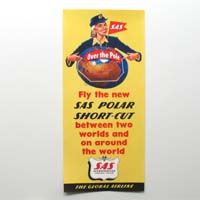 SAS
Over the Pole
Fly the new
SAS POLAR
SHORT-CUT
between two
worlds and
on around
the world
SAS
THE GLOBAL AIRLINE